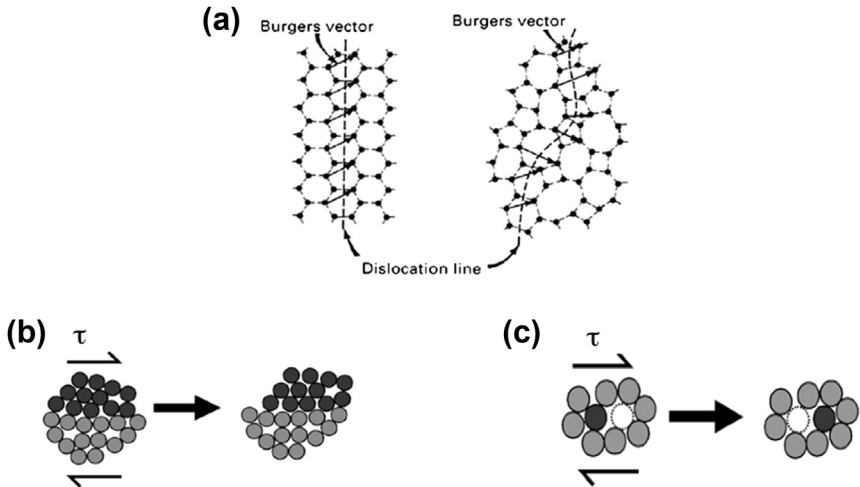 (a)
Burgers vector
Burgers vector
Dislocation line
(b)
τ
(c)
τ